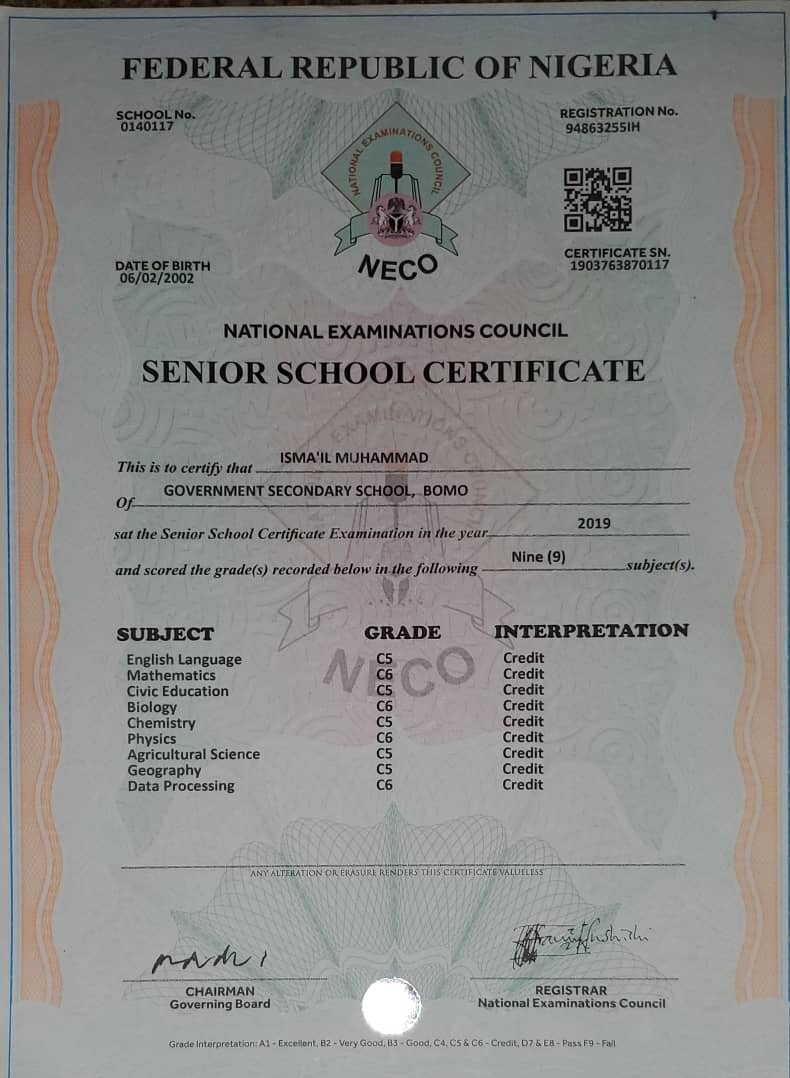 FEDERAL REPUBLIC OF NIGERIA
SCHOOL No.
0140117
REGISTRATION No.
94863255IH
NATIONAL EXAMINATIONS COUNCIL
NECO
DATE OF BIRTH
06/02/2002
CERTIFICATE SN.
1903763870117
NATIONAL EXAMINATIONS COUNCIL
SENIOR SCHOOL CERTIFICATE
This is to certify that ISMA'IL MUHAMMAD
Of GOVERNMENT SECONDARY SCHOOL, BOMO
sat the Senior School Certificate Examination in the year 2019
and scored the grade(s) recorded below in the following Nine (9) subject(s).
SUBJECT GRADE INTERPRETATION
English Language C5 Credit
Mathematics C6 Credit
Civic Education C5 Credit
Biology C6 Credit
Chemistry C5 Credit
Physics C6 Credit
Agricultural Science C5 Credit
Geography C5 Credit
Data Processing C6 Credit
NECO
ANY ALTERATION OR ERASURE RENDERS THIS CERTIFICATE VALUELESS
CHAIRMAN
Governing Board
REGISTRAR
National Examinations Council
Grade Interpretation: A1 - Excellent, B2 - Very Good, B3 - Good, C4, C5 & C6 - Credit, D7 & E8 - Pass F9 - Fail